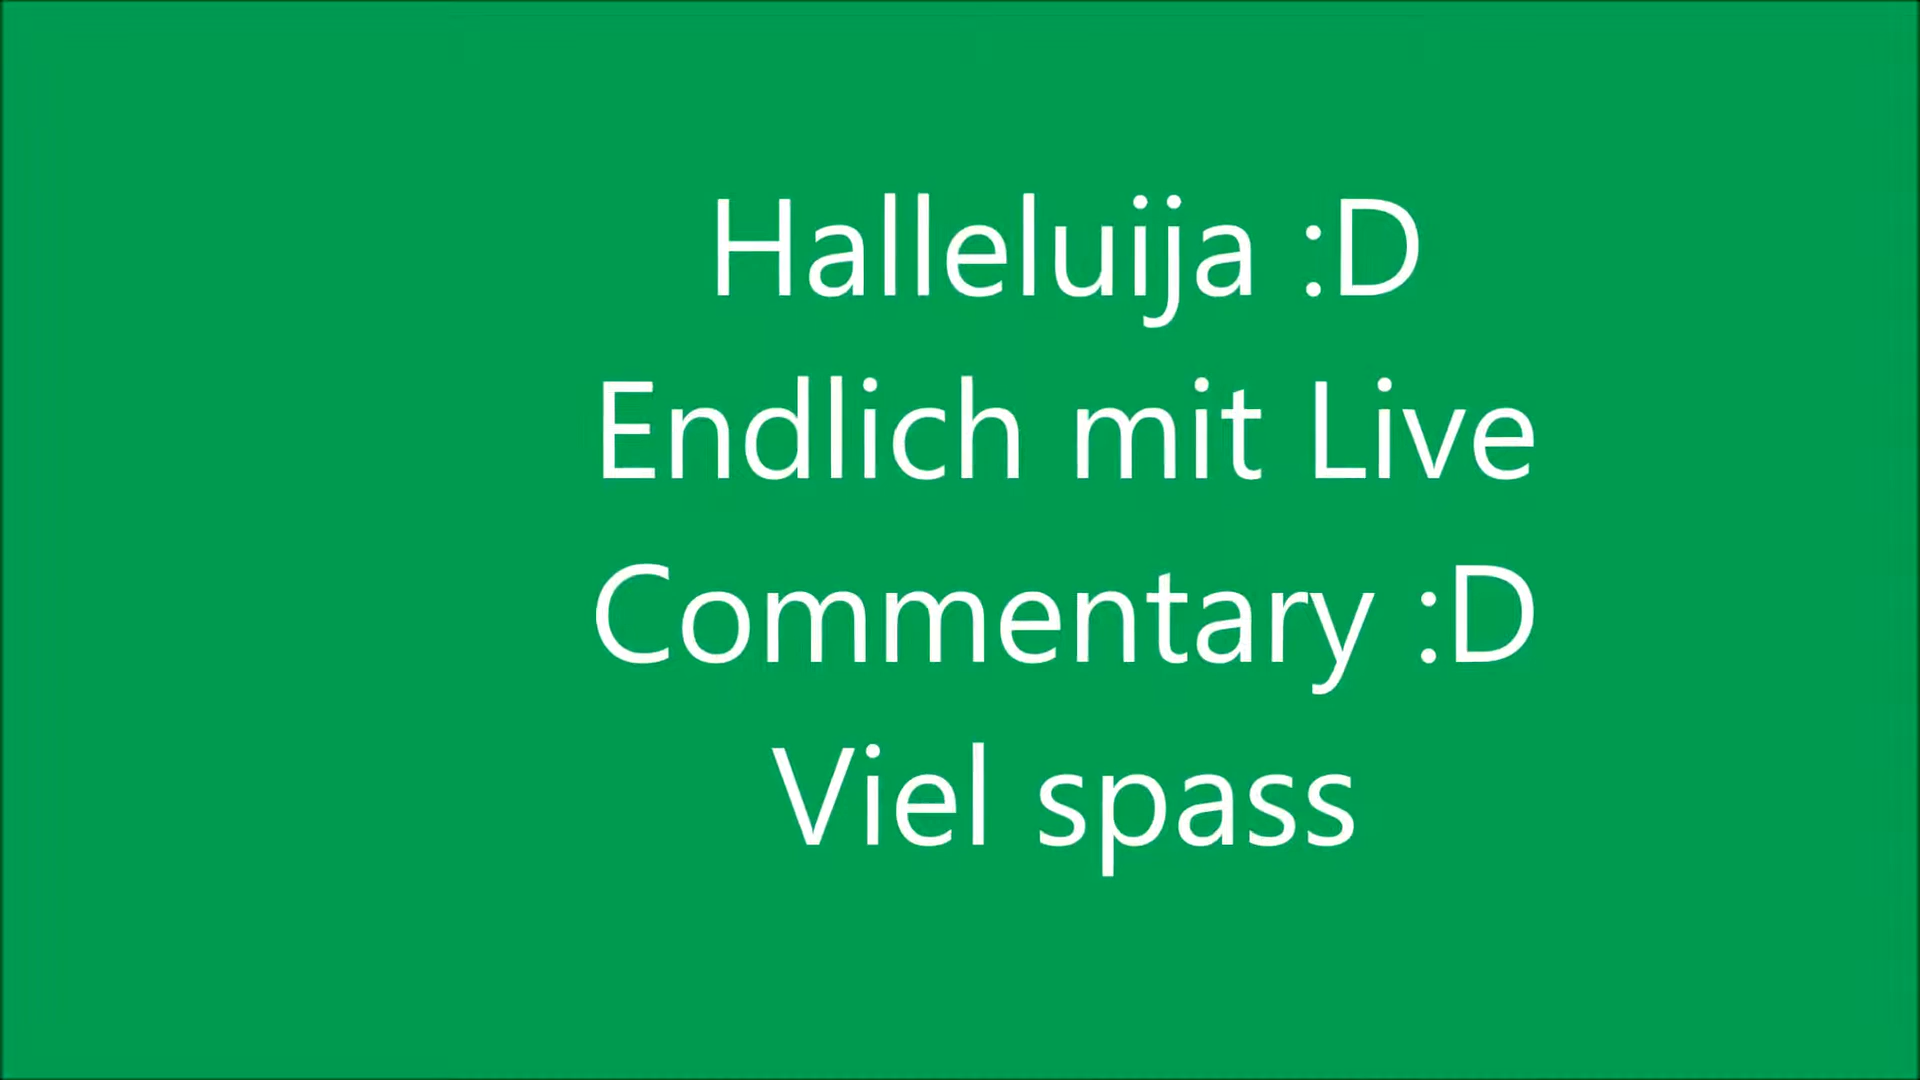 Halleluija :D
Endlich mit Live
Commentary :D
Viel spass